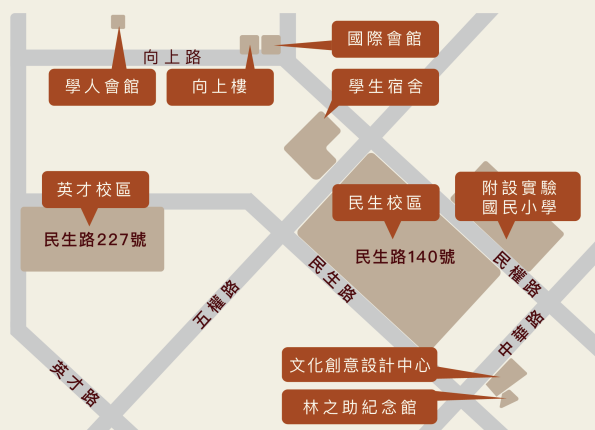 國際會館
向上路
學人會館
向上樓
學生宿舍
英才校區
民生路227號
民生校區
民生路140號
附設實驗
國民小學
五權路
民生路
民權路
中華路
英才路
文化創意設計中心
林之助紀念館